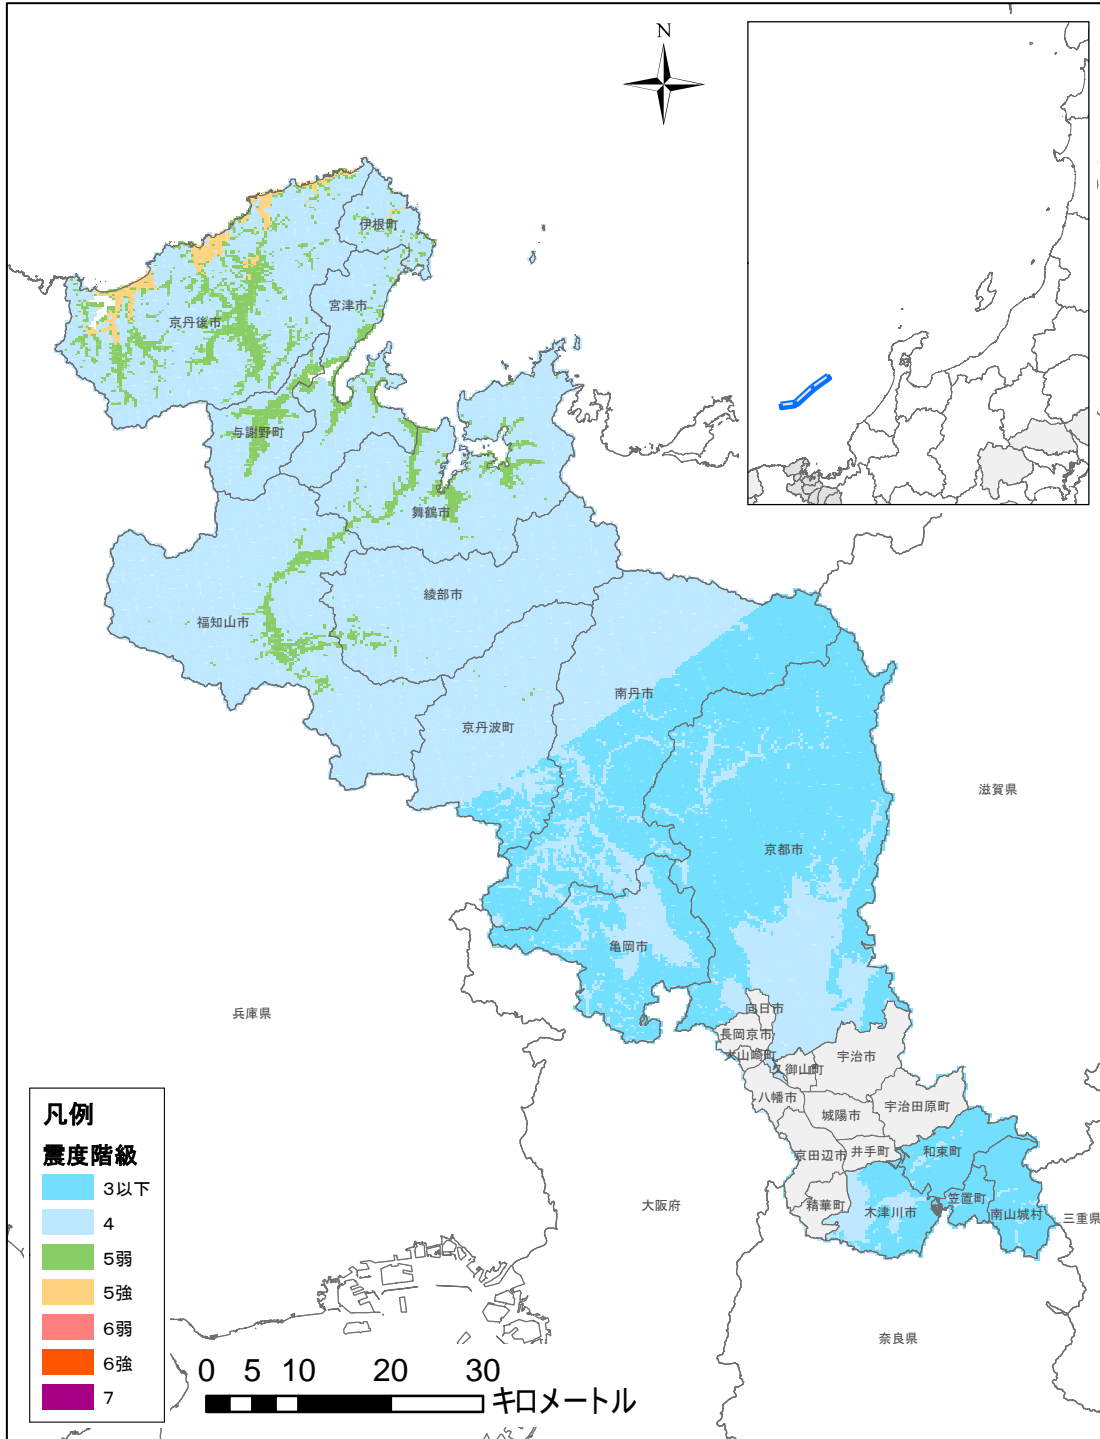 N
伊根町
宮津市
京丹後市
与謝野町
舞鶴市
綾部市
福知山市
南丹市
京丹波町
滋賀県
京都市
亀岡市
兵庫県
向日市
長岡京市
大山崎町
久御山町
宇治市
八幡市
城陽市
宇治田原町
京田辺市
井手町
和束町
精華町
木津川市
笠置町
南山城村
三重県
大阪府
奈良県
凡例
震度階級
3以下
4
5弱
5強
6弱
6強
7
0 5 10 20 30
キロメートル